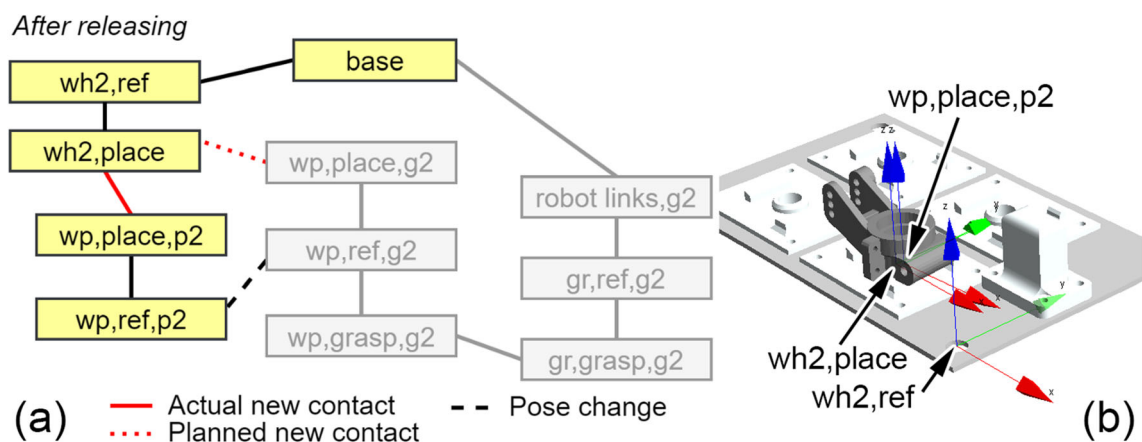 After releasing
wh2,ref
base
wh2,place
wp,place,g2
robot links,g2
wp,place,p2
wp,ref,g2
gr,ref,g2
wp,ref,p2
wp,grasp,g2
gr,grasp,g2
(a)
Actual new contact
Planned new contact
Pose change
wp,place,p2
z z
z
y
y
x
x
wh2,place
wh2,ref
(b)